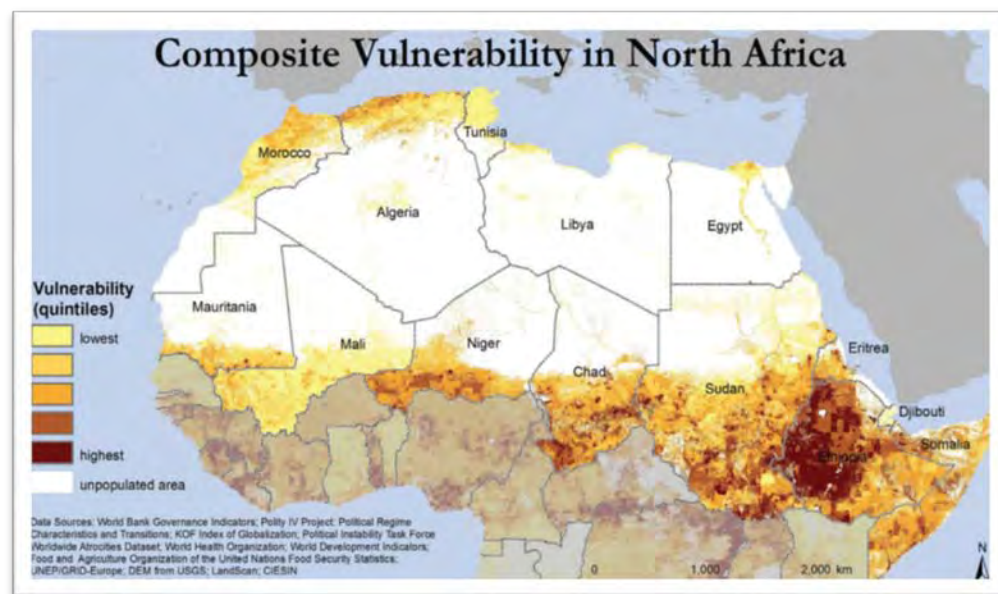 Composite Vulnerability in North Africa
Tunisia
Morocco
Algeria
Libya
Egypt
Vulnerability
(quintiles)
lowest
highest
unpopulated area
Mauritania
Mali
Niger
Chad
Sudan
Eritrea
Djibouti
Somalia
Ethiopia
Data Sources: World Bank Governance Indicators; Polity IV Project: Political Regime
Characteristics and Transitions; KOF Index of Globalization; Political Instability Task Force
Worldwide Atrocities Dataset; World Health Organization; World Development Indicators;
Food and Agriculture Organization of the United Nations Food Security Statistics;
UNEP/GRID-Europe; DEM from USGS; LandScan; CIESIN
0 1,000 2,000 km
N